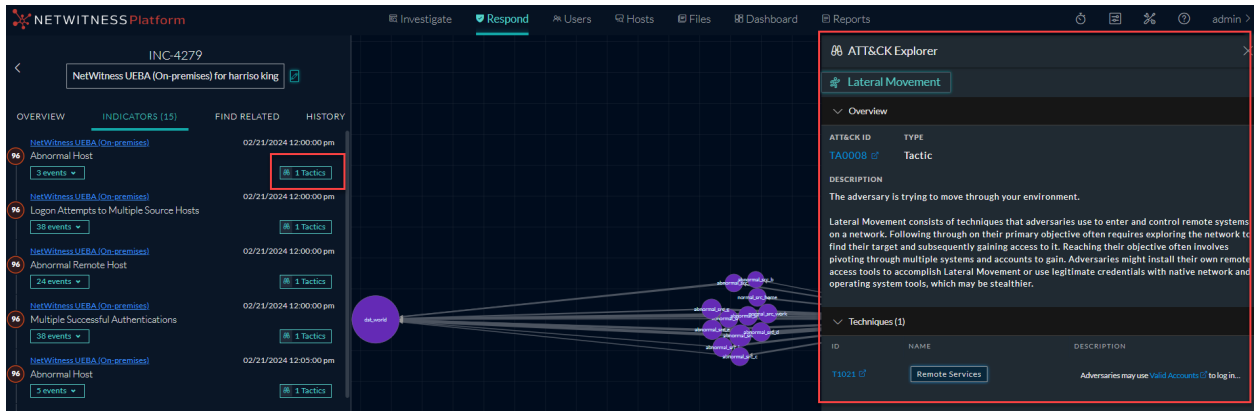 NETWITNESS Platform
Investigate
Respond
Users
Hosts
Files
Dashboard
Reports
admin >
INC-4279
NetWitness UEBA (On-premises) for harriso king
OVERVIEW
INDICATORS (15)
FIND RELATED
HISTORY
NetWitness UEBA (On-premises)
02/21/2024 12:00:00 pm
96
Abnormal Host
3 events
1 Tactics
NetWitness UEBA (On-premises)
02/21/2024 12:00:00 pm
96
Logon Attempts to Multiple Source Hosts
38 events
1 Tactics
NetWitness UEBA (On-premises)
02/21/2024 12:00:00 pm
96
Abnormal Remote Host
24 events
1 Tactics
NetWitness UEBA (On-premises)
02/21/2024 12:00:00 pm
96
Multiple Successful Authentications
38 events
1 Tactics
NetWitness UEBA (On-premises)
02/21/2024 12:05:00 pm
96
Abnormal Host
5 events
1 Tactics
dst_world
normal_src_home
ATT&CK Explorer
Lateral Movement
Overview
ATT&CK ID
TYPE
TA0008
Tactic
DESCRIPTION
The adversary is trying to move through your environment.
Lateral Movement consists of techniques that adversaries use to enter and control remote systems
on a network. Following through on their primary objective often requires exploring the network to
find their target and subsequently gaining access to it. Reaching their objective often involves
pivoting through multiple systems and accounts to gain. Adversaries might install their own remote
access tools to accomplish Lateral Movement or use legitimate credentials with native network and
operating system tools, which may be stealthier.
Techniques (1)
ID
NAME
DESCRIPTION
T1021
Remote Services
Adversaries may use Valid Accounts to log in...